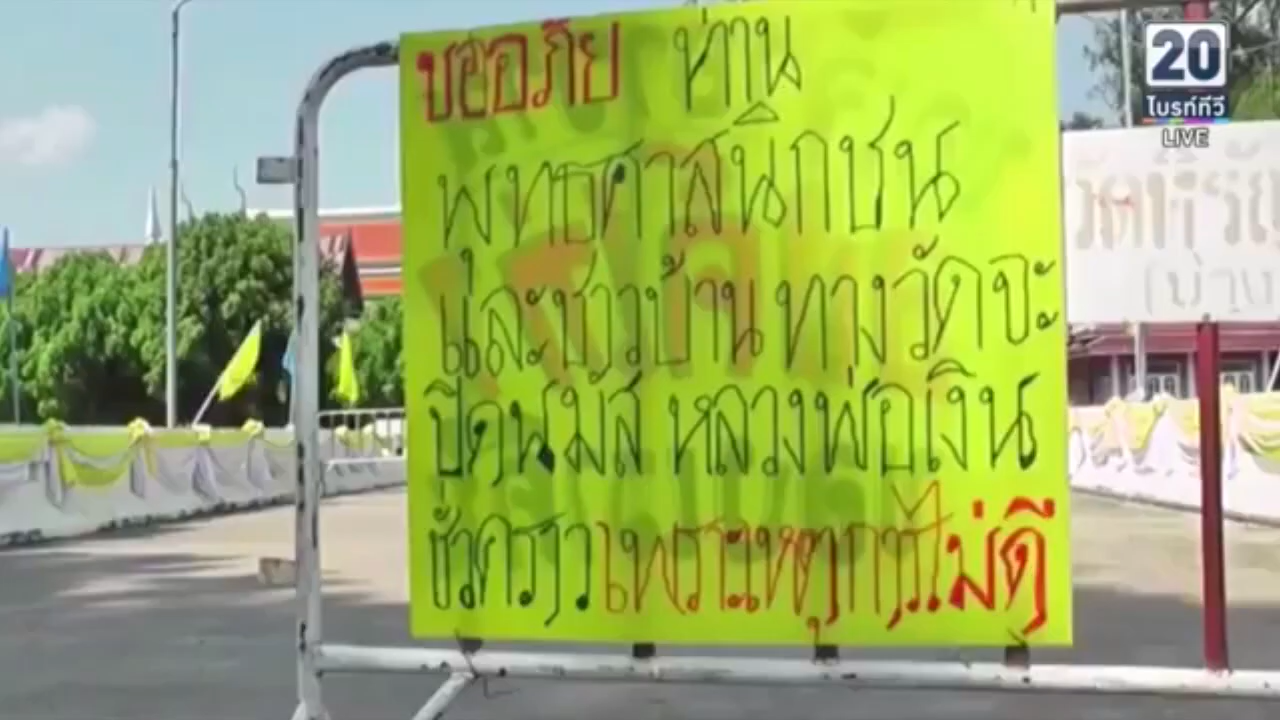 ขออภัย ท่าน
พุทธศาสนิกชน
และชาวบ้าน ทางวัดจะ
ปิดนมัส หลวงพ่อเงิน
ชั่วคราวเพราะเหตุการไม่ดี
20
ไบรท์ทีวี
LIVE